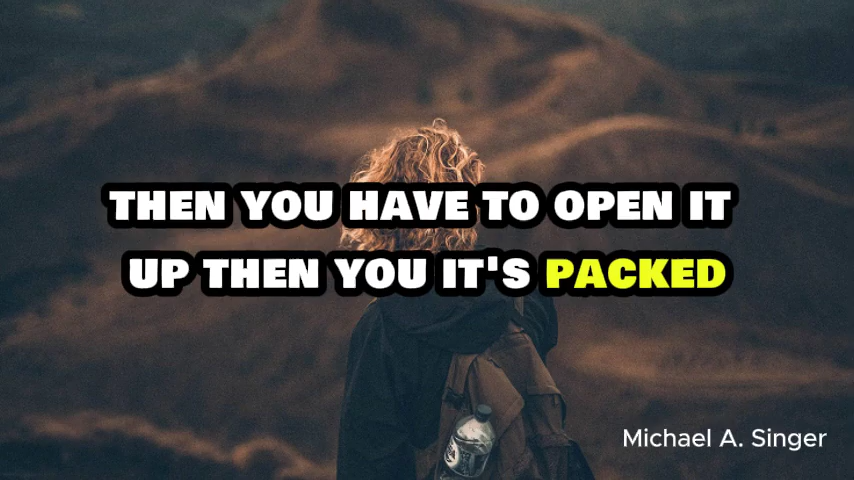 THEN YOU HAVE TO OPEN IT
UP THEN YOU IT'S PACKED
Michael A. Singer